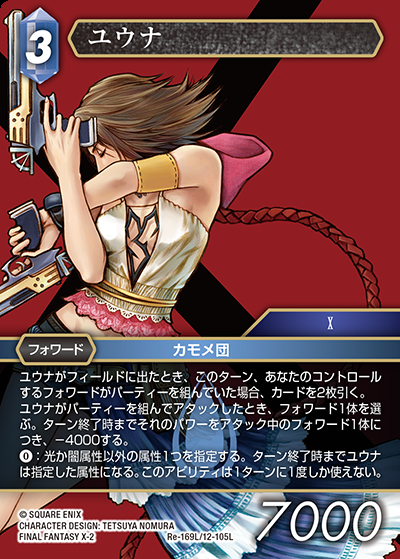 3
ユウナ
X
フォワード
カモメ団
ユウナがフィールドに出たとき、このターン、あなたのコントロール
するフォワードがパーティーを組んでいた場合、カードを2枚引く。
ユウナがパーティーを組んでアタックしたとき、フォワード1体を選
ぶ。ターン終了時までそれのパワーをアタック中のフォワード1体に
つき、－4000する。
0：光か闇属性以外の属性1つを指定する。ターン終了時までユウナ
は指定した属性になる。このアビリティは1ターンに1度しか使えない。
© SQUARE ENIX
CHARACTER DESIGN: TETSUYA NOMURA
FINAL FANTASY X-2
Re-169L/12-105L
7000